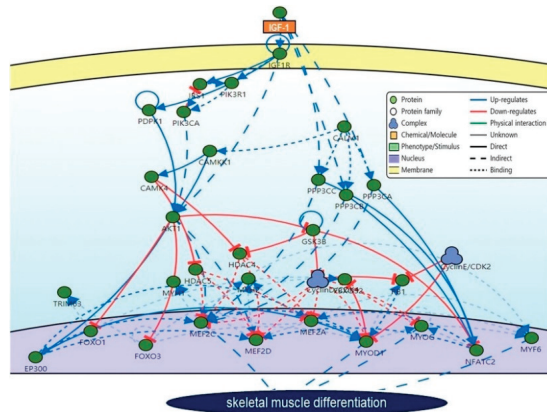 IGF-1
IGF1R
IRS1
PIK3R1
PDPK1
PIK3CA
CALM1
CAMKK1
CAMK4
PPP3CC
PPP3CB
PPP3CA
AKT1
GSK3B
HDAC4
HDAC5
CyclinE/CDK2
RB1
TRIM63
FOXO1
MEF2C
MEF2D
MEF2A
MYOD1
MYOG
MYF6
NFATC2
EP300
FOXO3
Protein
Protein family
Complex
Chemical/Molecule
Phenotype/Stimulus
Nucleus
Membrane
Up-regulates
Down-regulates
Physical interaction
Unknown
Direct
Indirect
Binding
skeletal muscle differentiation